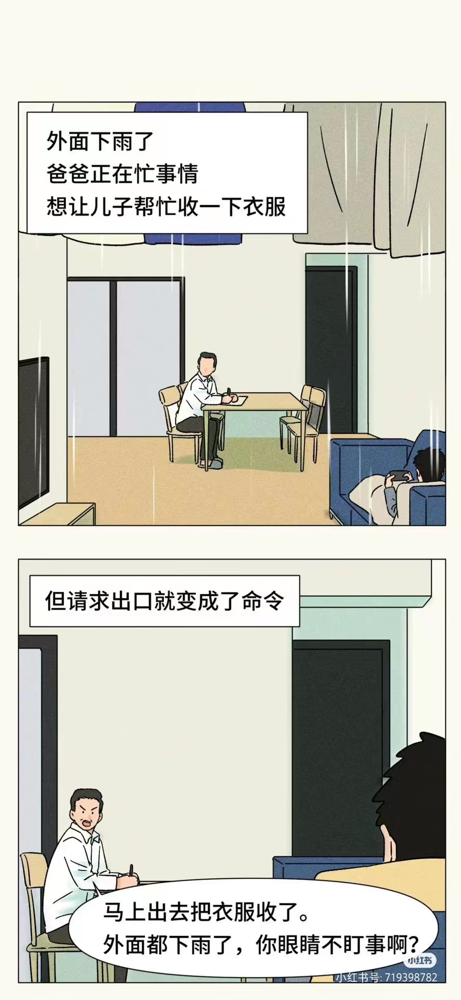 外面下雨了
爸爸正在忙事情
想让儿子帮忙收一下衣服
但请求出口就变成了命令
马上出去把衣服收了。
外面都下雨了，你眼睛不盯事啊？
小红书
小红书号: 719398782